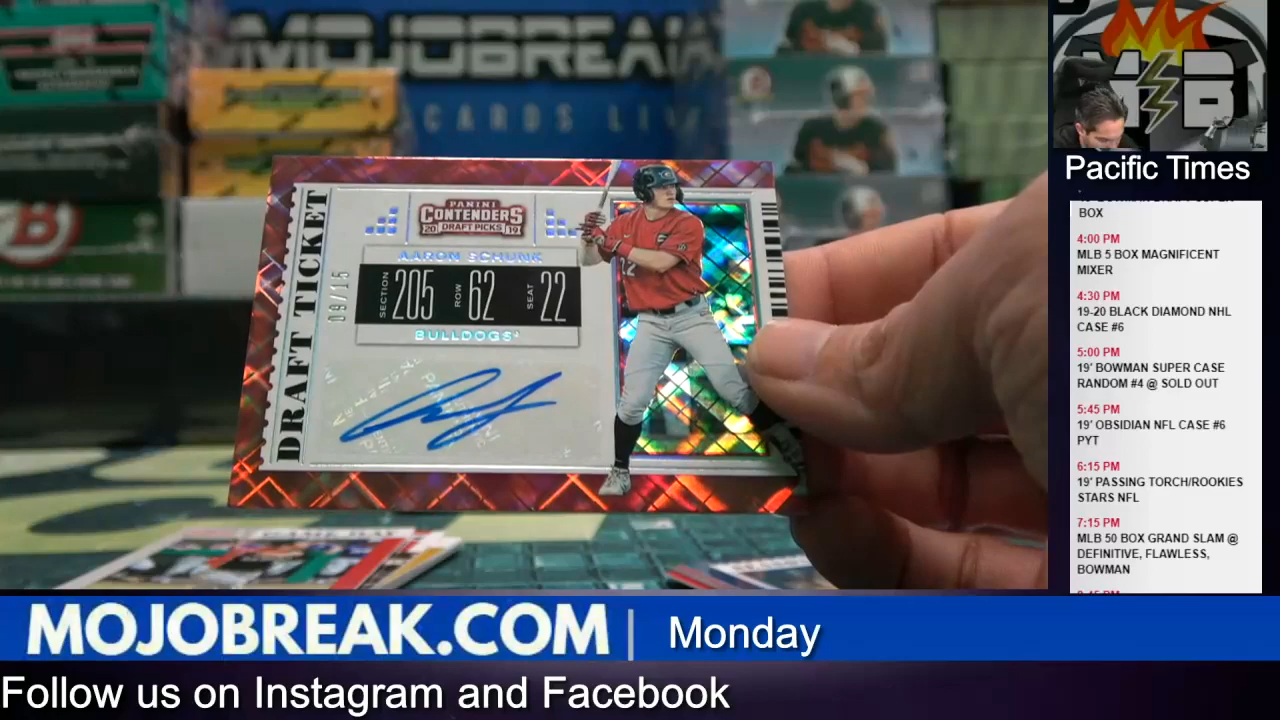 MOJOBREAK
CARDS LIV
DRAFT TICKET
09/15
PANINI
CONTENDERS
2019
DRAFT PICKS
AARON SCHUNK
SECTION 205 ROW 62 SEAT 22
BULLDOGS
Pacific Times
BOX
4:00 PM
MLB 5 BOX MAGNIFICENT
MIXER
4:30 PM
19-20 BLACK DIAMOND NHL
CASE #6
5:00 PM
19' BOWMAN SUPER CASE
RANDOM #4 @ SOLD OUT
5:45 PM
19' OBSIDIAN NFL CASE #6
PYT
6:15 PM
19' PASSING TORCH/ROOKIES
STARS NFL
7:15 PM
MLB 50 BOX GRAND SLAM @
DEFINITIVE, FLAWLESS,
BOWMAN
MOJOBREAK.COM | Monday
Follow us on Instagram and Facebook